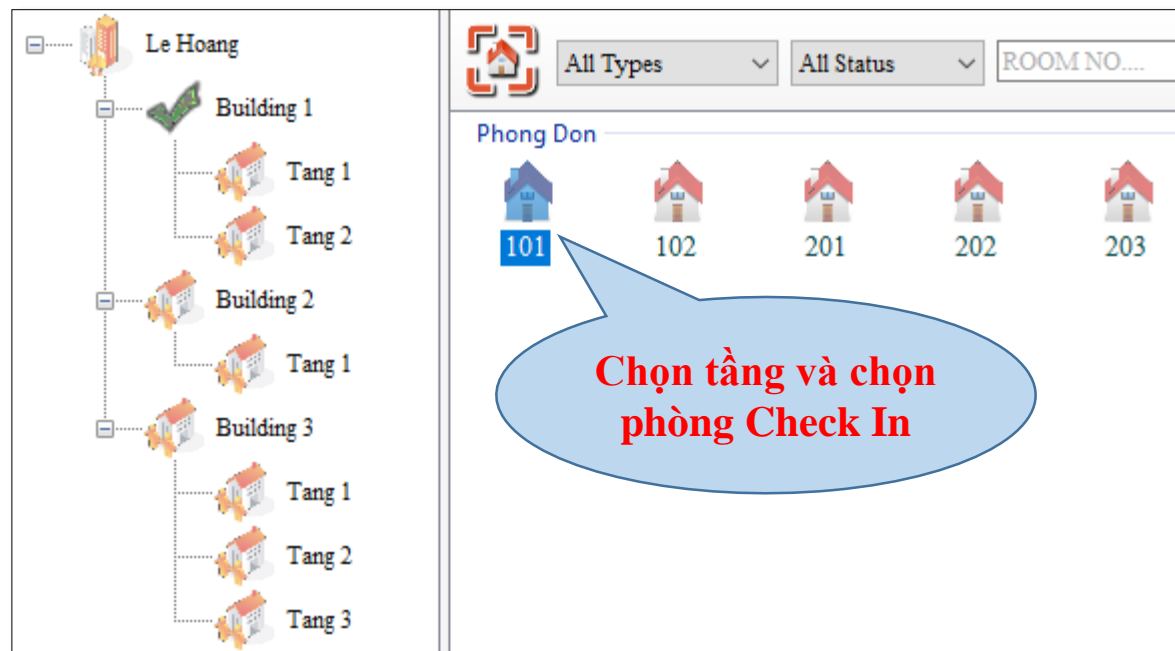 Le Hoang
Building 1
Tang 1
Tang 2
Building 2
Tang 1
Building 3
Tang 1
Tang 2
Tang 3
All Types
All Status
ROOM NO....
Phong Don
101
102
201
202
203
Chọn tầng và chọn
phòng Check In